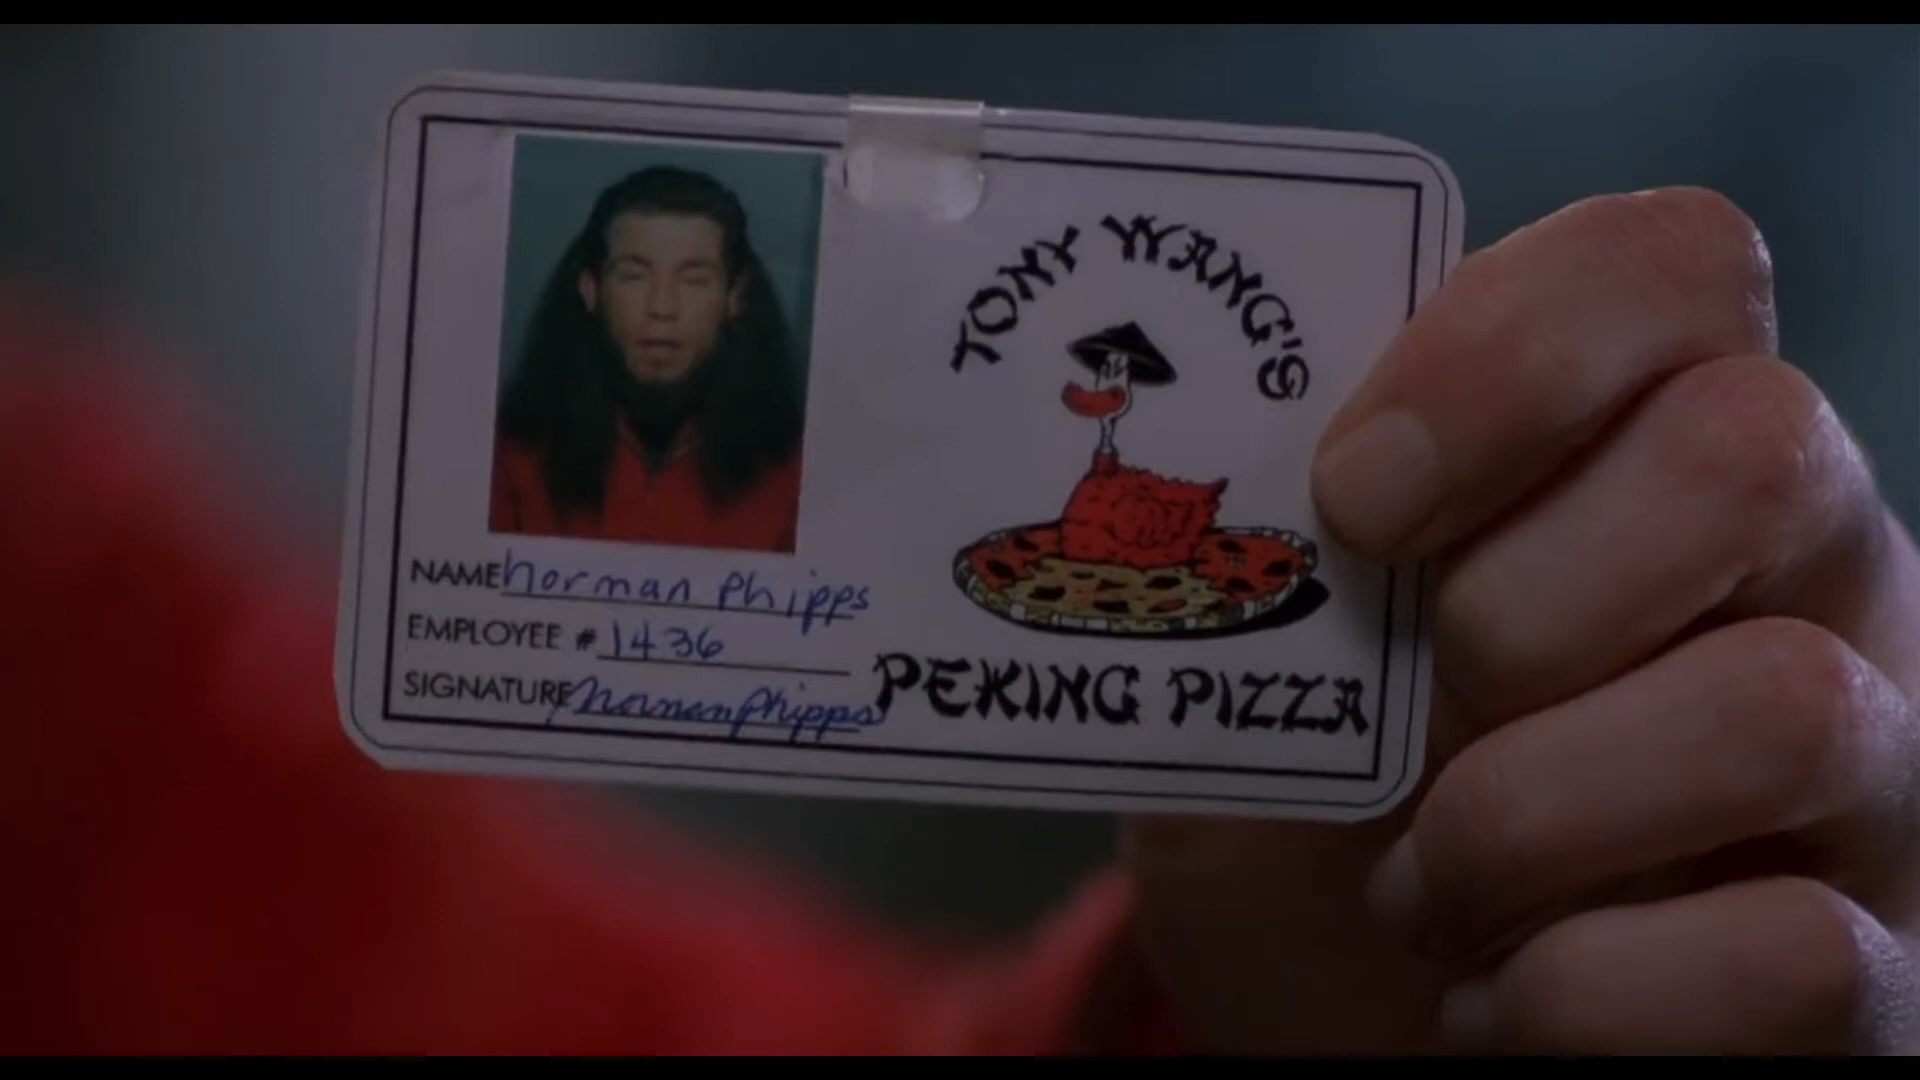 TONY WANG'S
PEKING PIZZA
NAME norman Phipps
EMPLOYEE # 1436
SIGNATURE Norman Phipps